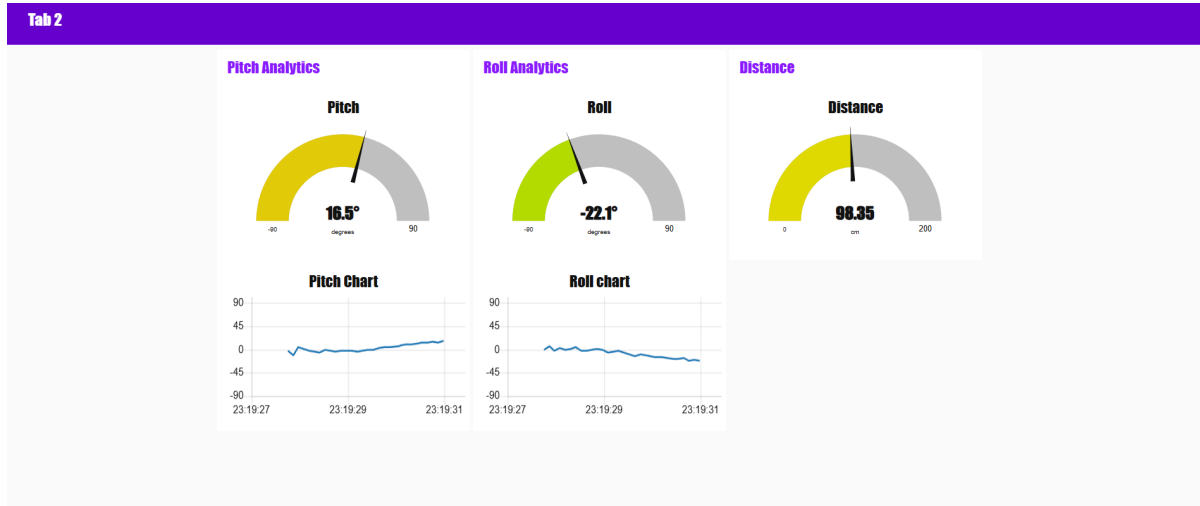 Tab 2
Pitch Analytics
Pitch
16.5°
-90 degrees 90
Pitch Chart
90
45
0
-45
-90
23:19:27 23:19:29 23:19:31
Roll Analytics
Roll
-22.1°
-90 degrees 90
Roll chart
90
45
0
-45
-90
23:19:27 23:19:29 23:19:31
Distance
Distance
98.35
0 cm 200